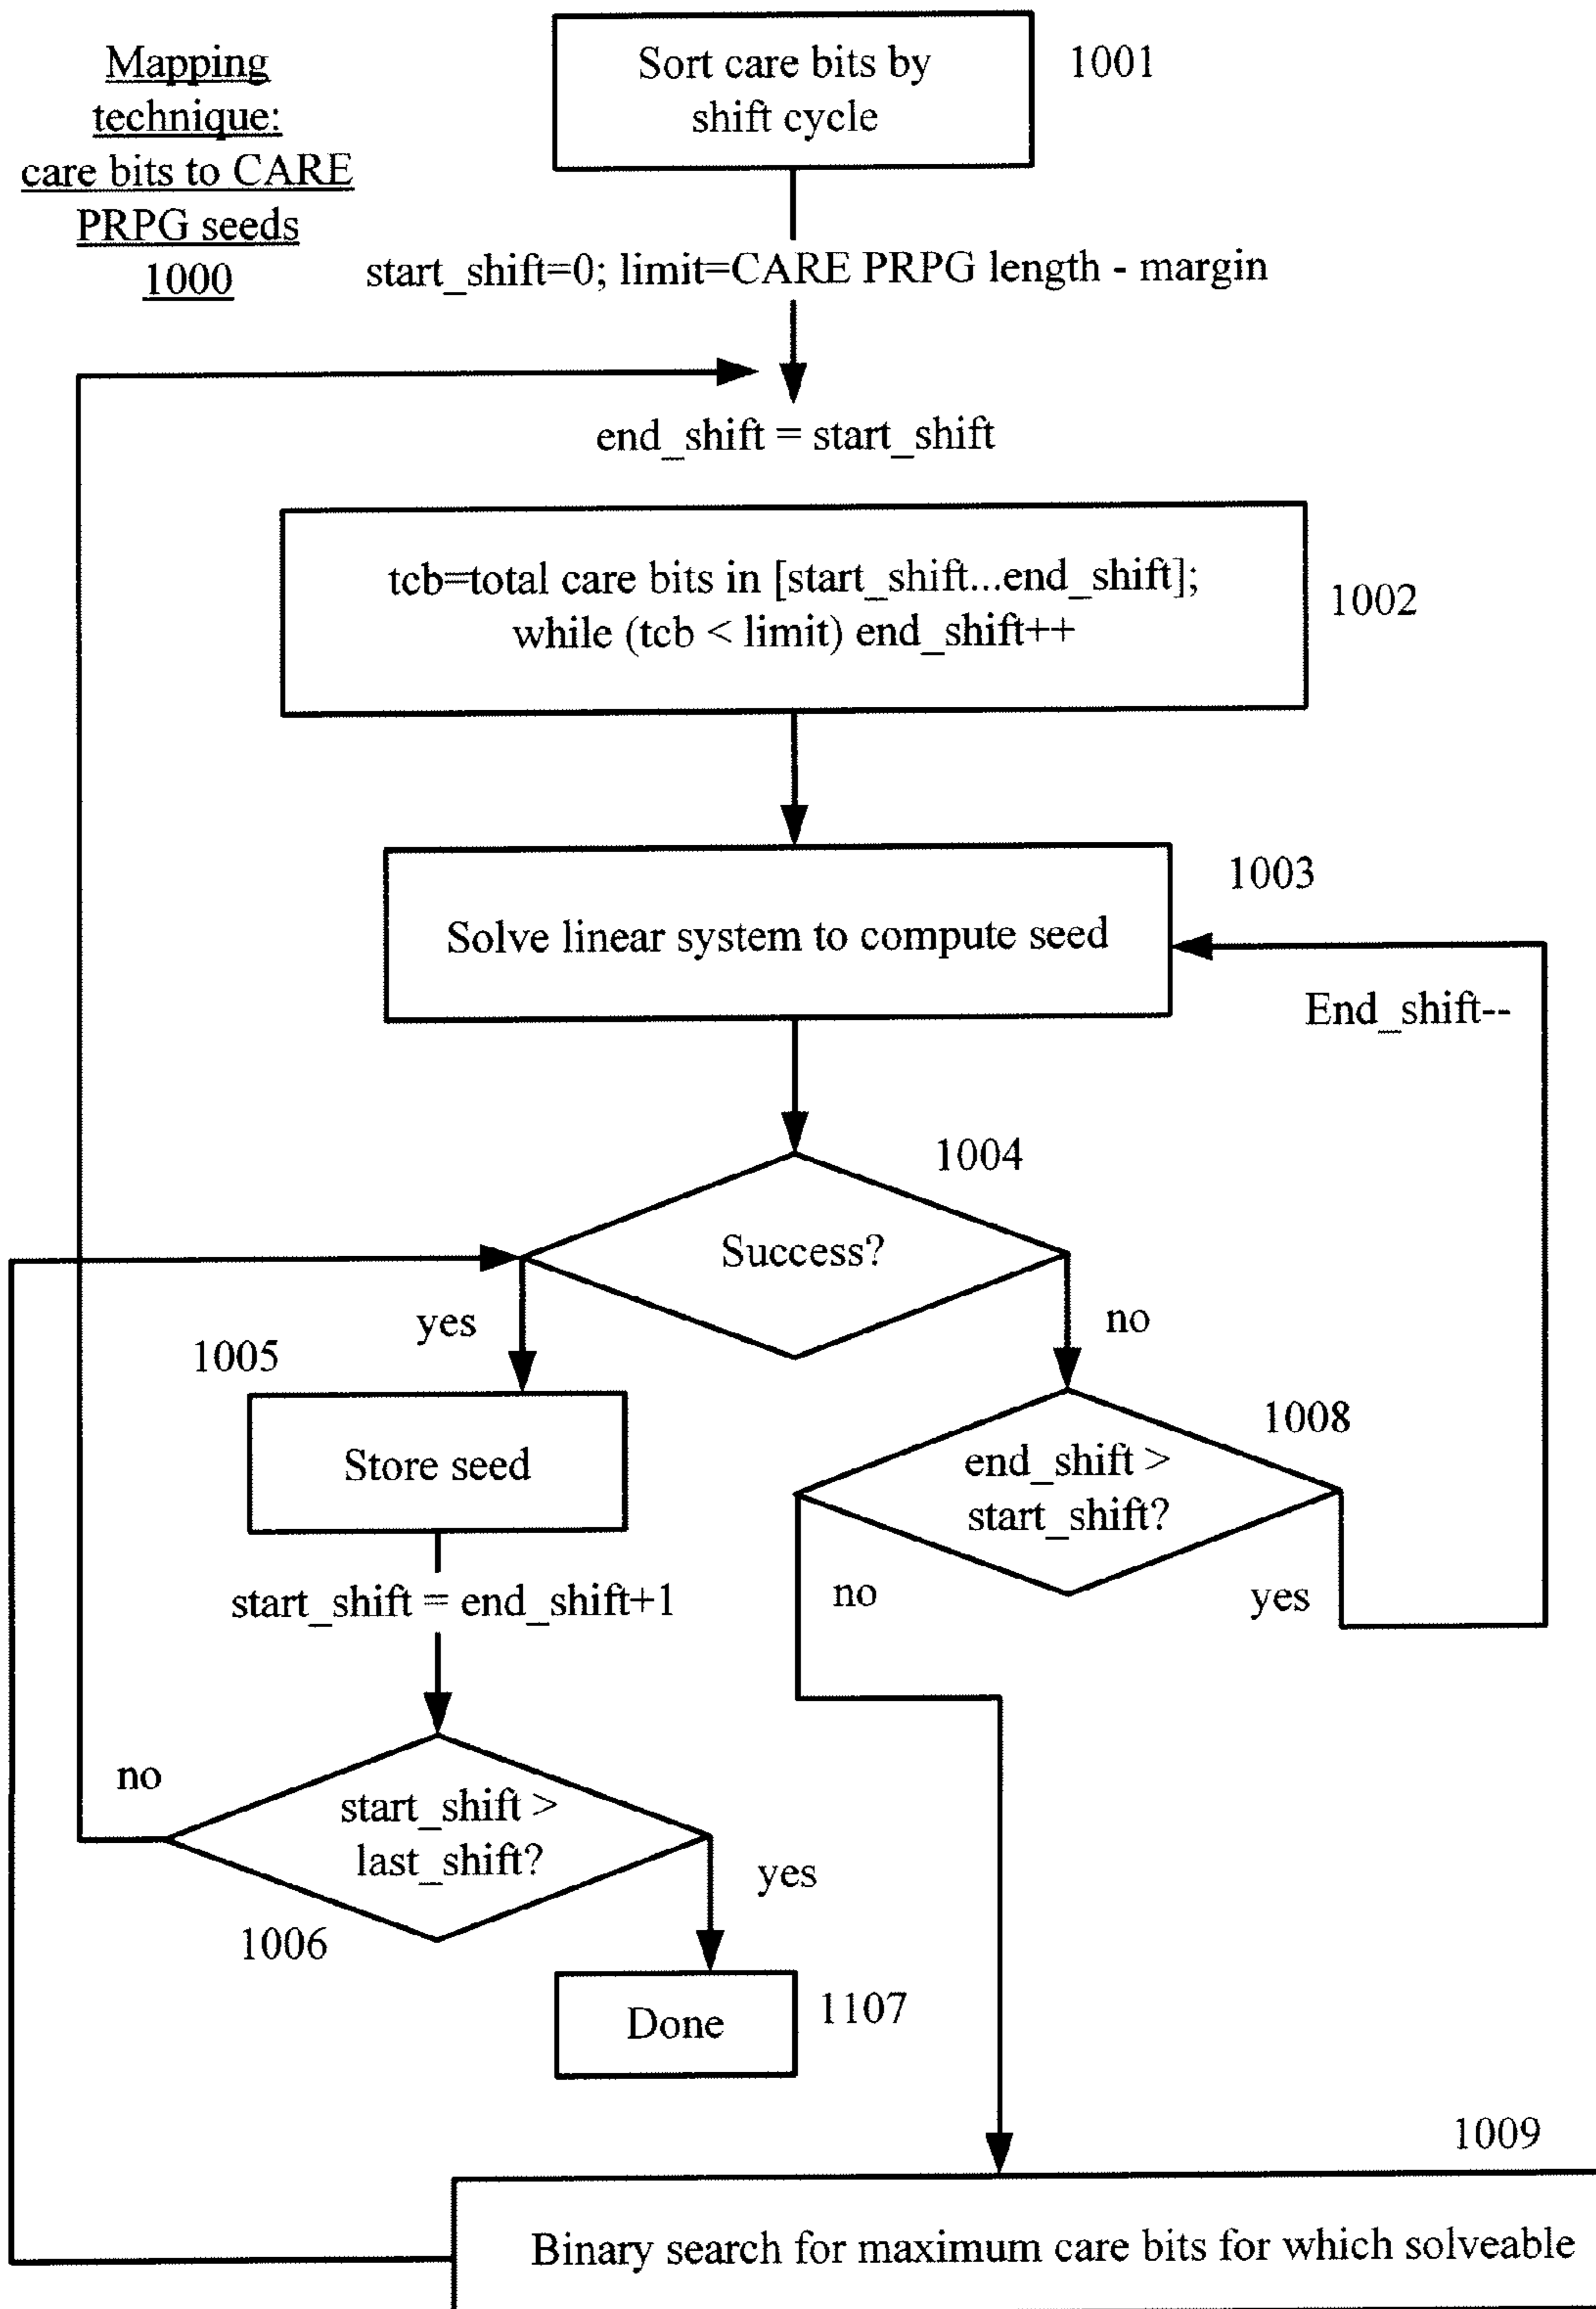 Mapping
technique:
care bits to CARE
PRPG seeds
1000
Sort care bits by
shift cycle
1001
start_shift=0; limit=CARE PRPG length - margin
end_shift = start_shift
tcb=total care bits in [start_shift...end_shift];
while (tcb < limit) end_shift++
1002
1003
Solve linear system to compute seed
End_shift--
1004
Success?
yes
no
1005
Store seed
1008
end_shift >
start_shift?
no
yes
start_shift = end_shift+1
no
start_shift >
last_shift?
yes
1006
Done
1107
1009
Binary search for maximum care bits for which solveable